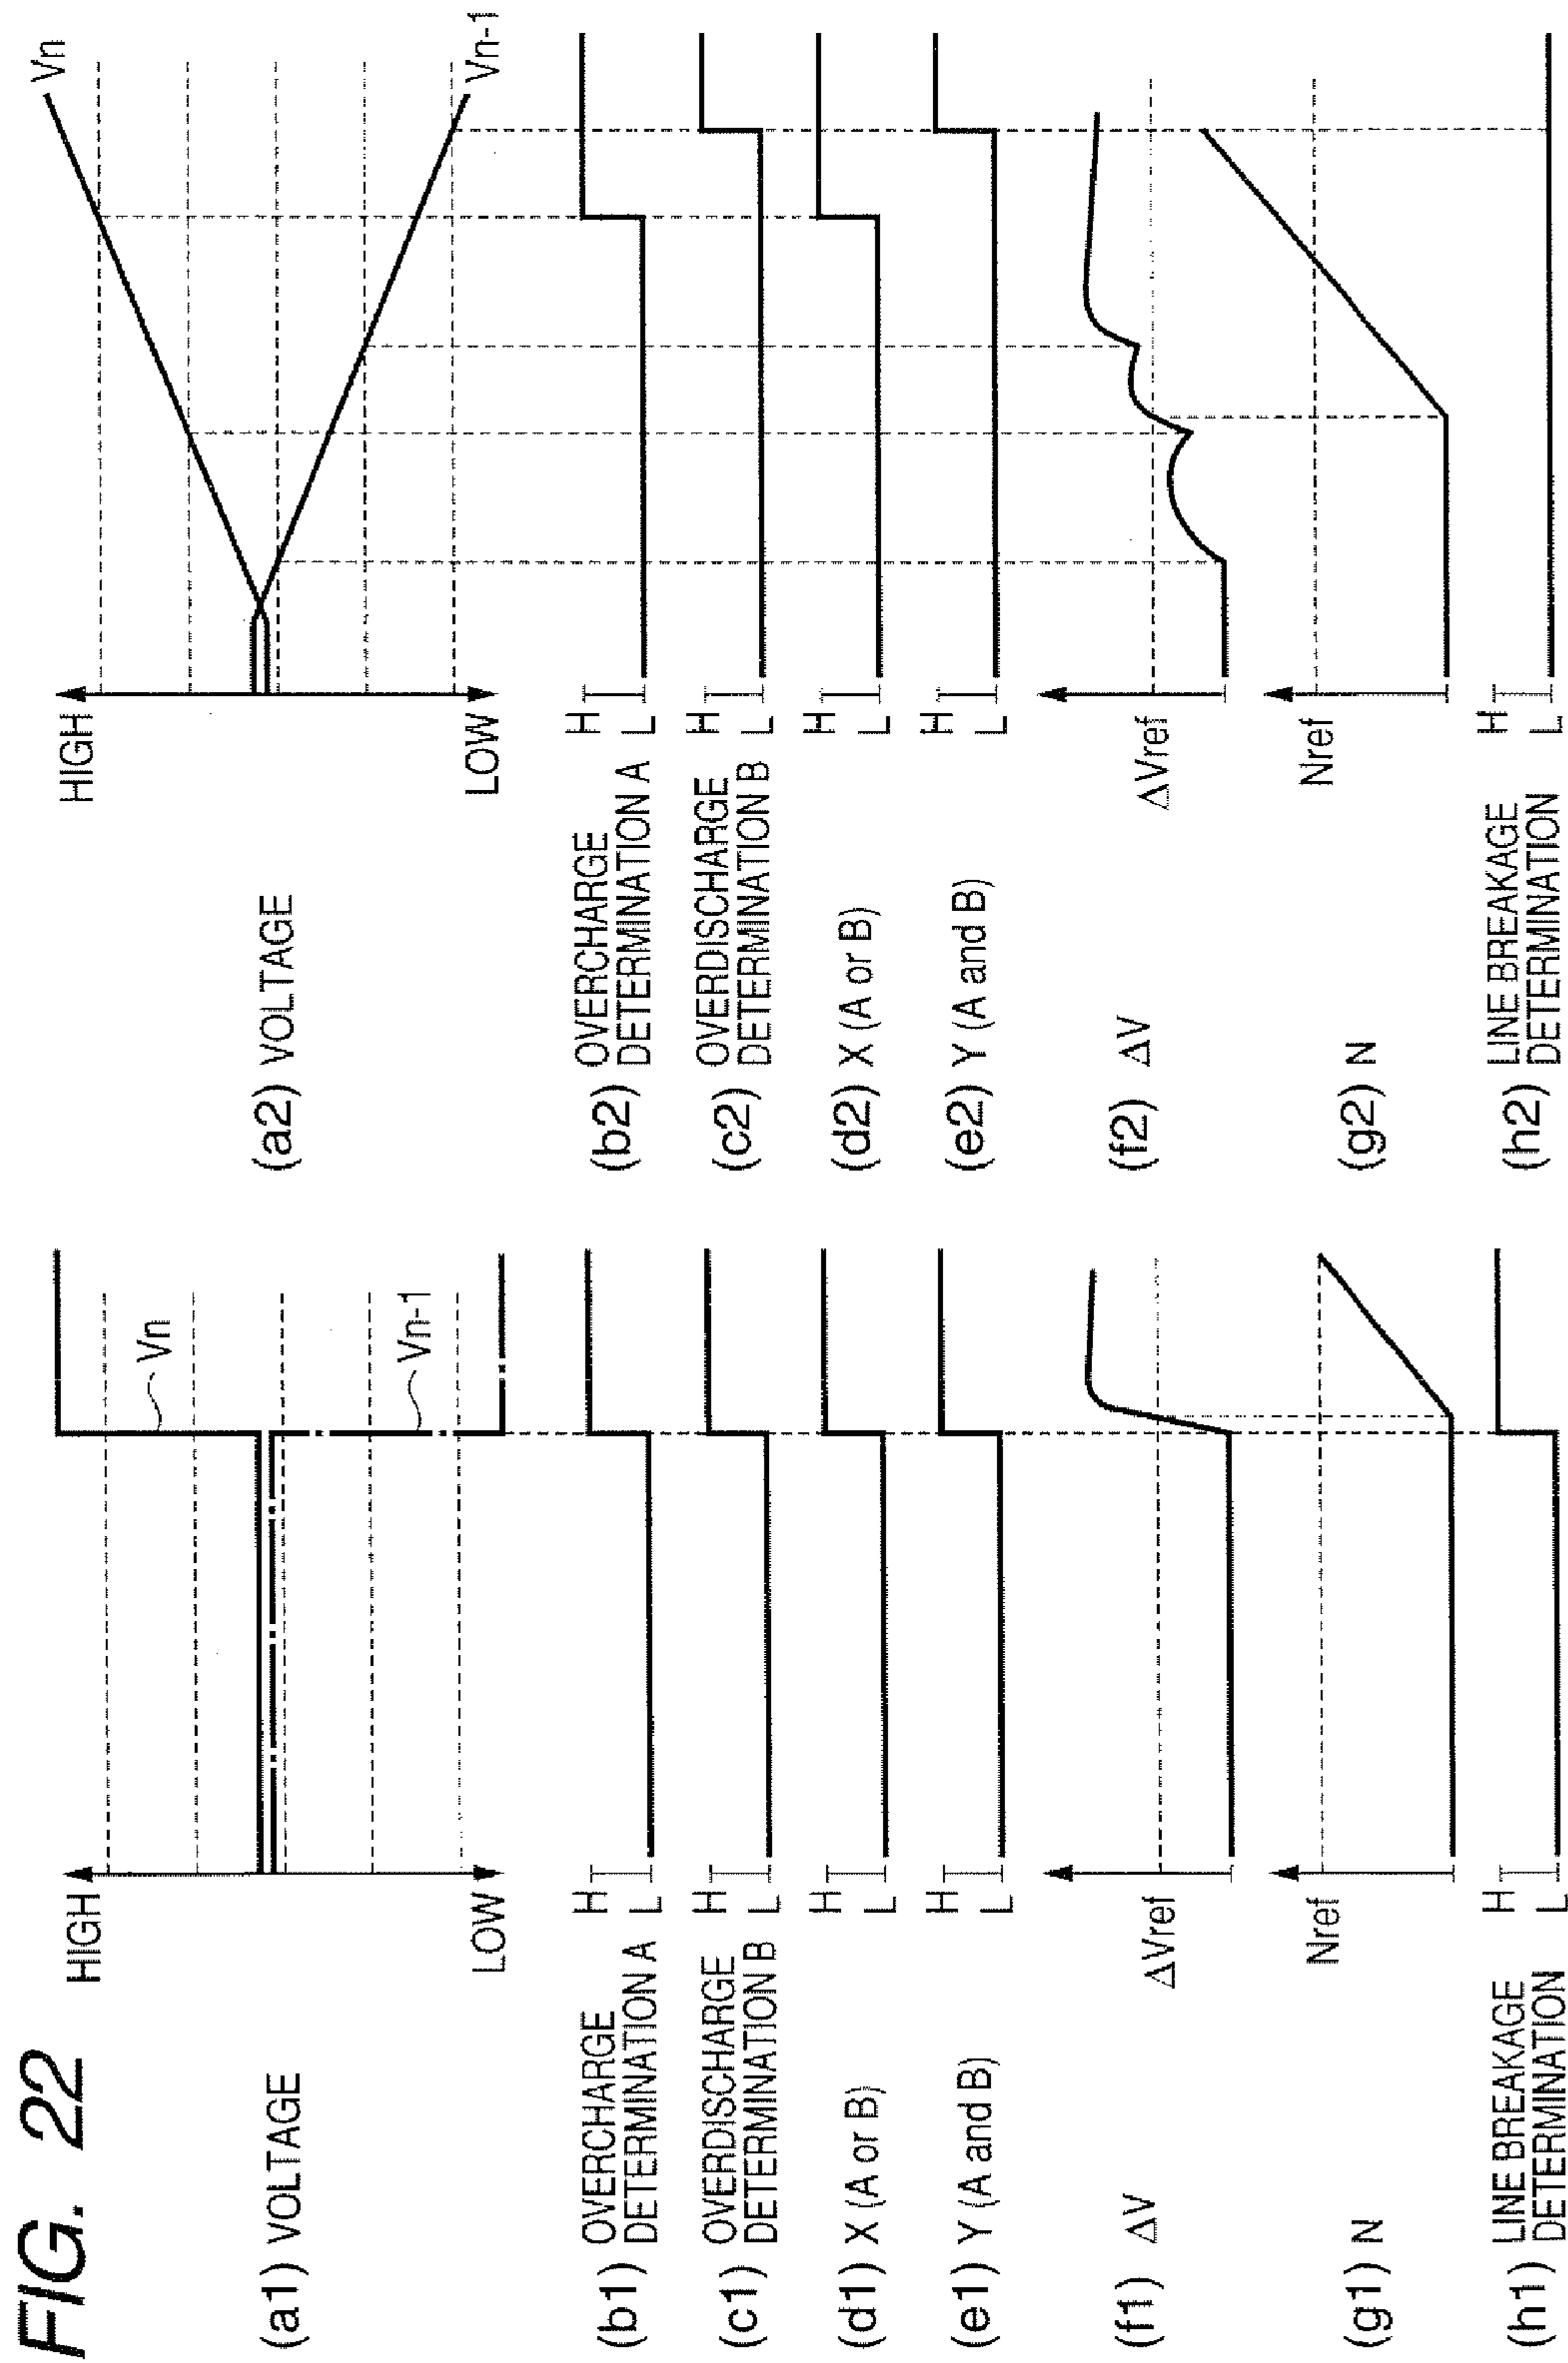 FIG. 22
HIGH
LOW
Vn
Vn-1
(a1) VOLTAGE
(b1) OVERCHARGE
DETERMINATION A
H
L
(c1) OVERDISCHARGE
DETERMINATION B
H
L
(d1) X (A or B)
H
L
(e1) Y (A and B)
H
L
(f1) ΔV
ΔVref
(g1) N
Nref
(h1) LINE BREAKAGE
DETERMINATION
H
L
HIGH
LOW
Vn
Vn-1
(a2) VOLTAGE
(b2) OVERCHARGE
DETERMINATION A
H
L
(c2) OVERDISCHARGE
DETERMINATION B
H
L
(d2) X (A or B)
H
L
(e2) Y (A and B)
H
L
(f2) ΔV
ΔVref
(g2) N
Nref
(h2) LINE BREAKAGE
DETERMINATION
H
L